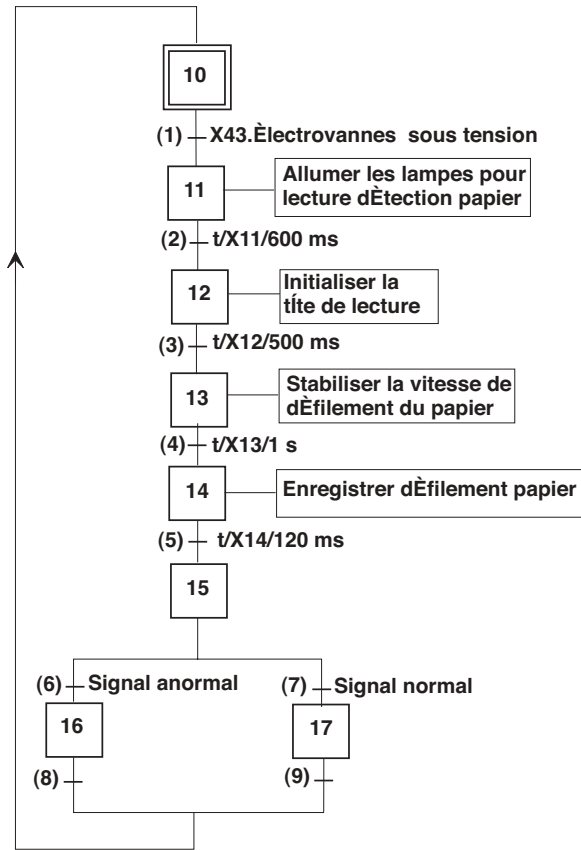 10
(1) X43.Èlectrovannes sous tension
11
Allumer les lampes pour
lecture dÈtection papier
(2) t/X11/600 ms
12
Initialiser la
tÍte de lecture
(3) t/X12/500 ms
13
Stabiliser la vitesse de
dÈfilement du papier
(4) t/X13/1 s
14
Enregistrer dÈfilement papier
(5) t/X14/120 ms
15
(6) Signal anormal
(7) Signal normal
16
17
(8)
(9)